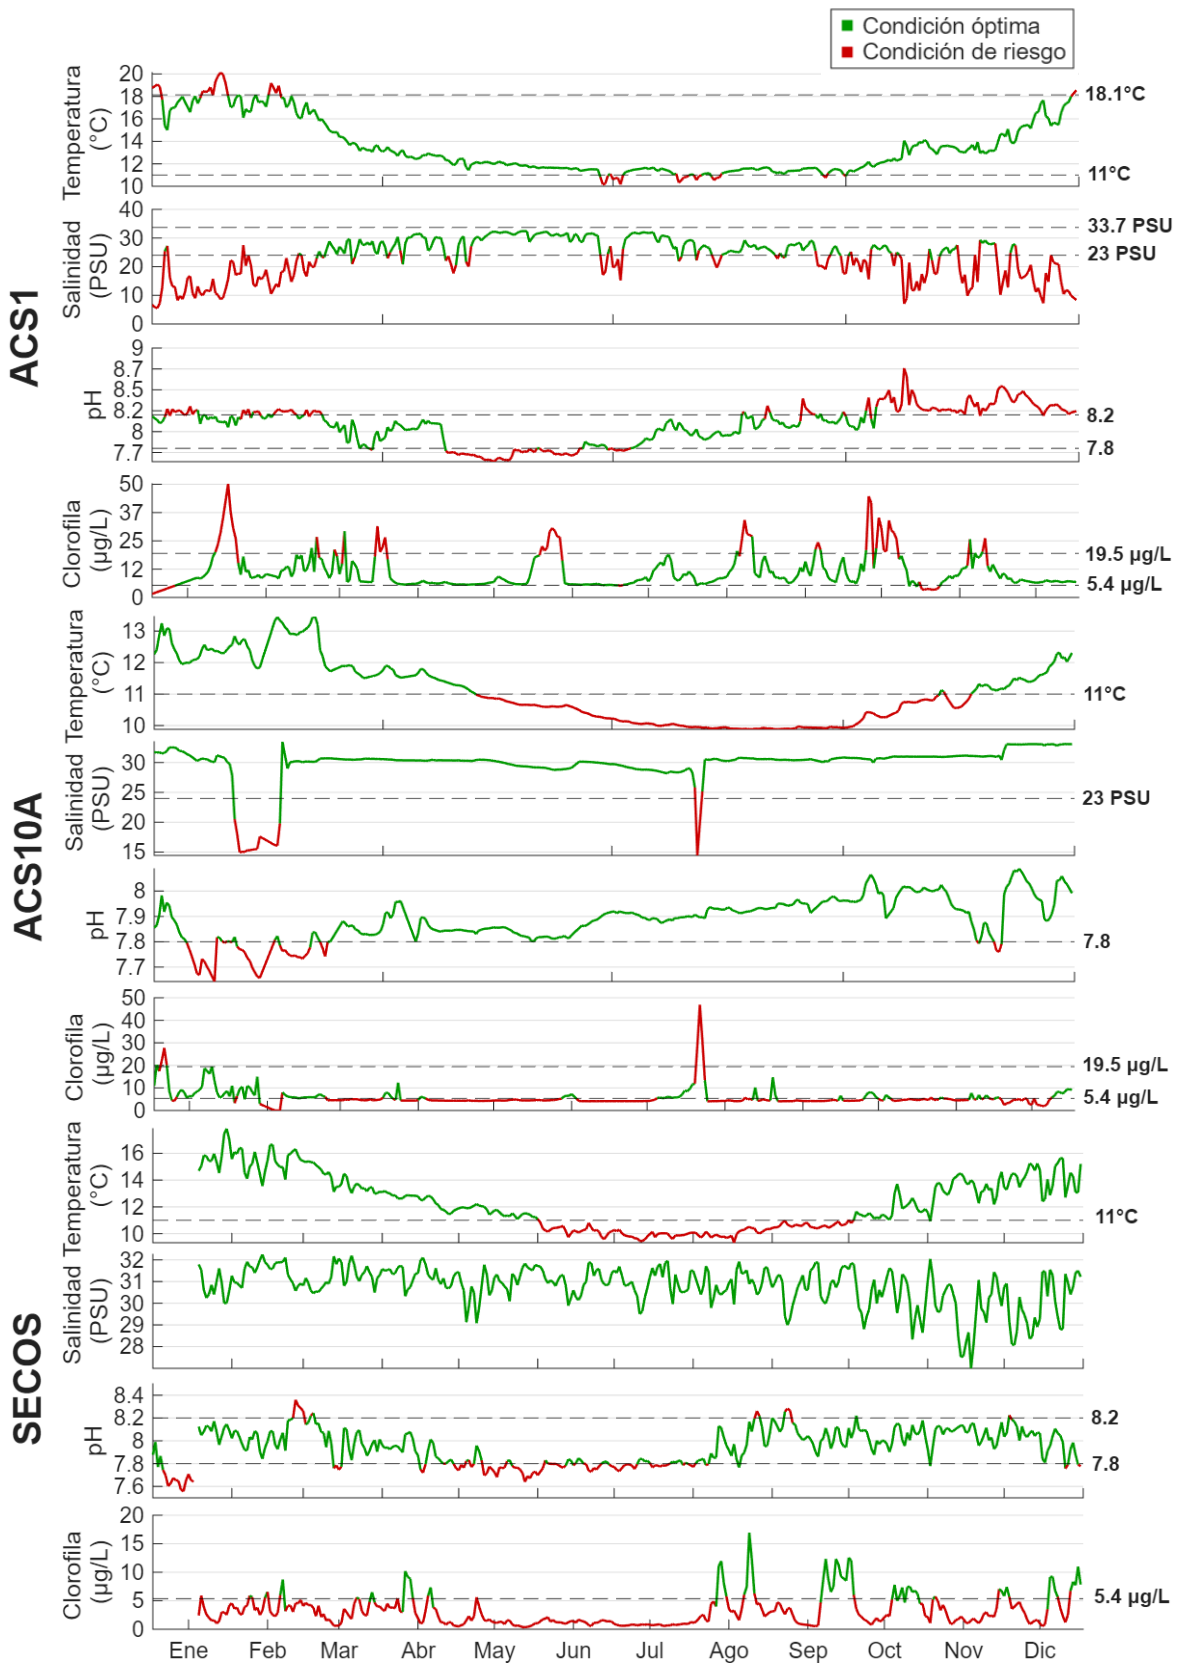 Condición óptima
Condición de riesgo
ACS1
Temperatura
(°C)
20
18
16
14
12
10
18.1°C
11°C
Salinidad
(PSU)
40
30
20
10
0
33.7 PSU
23 PSU
pH
9
8.7
8.5
8.2
8
7.7
8.2
7.8
Clorofila
(µg/L)
50
37
25
12
0
19.5 µg/L
5.4 µg/L
ACS10A
Temperatura
(°C)
13
12
11
10
11°C
Salinidad
(PSU)
30
25
20
15
23 PSU
pH
8
7.9
7.8
7.7
7.8
Clorofila
(µg/L)
50
40
30
20
10
0
19.5 µg/L
5.4 µg/L
SECOS
Temperatura
(°C)
16
14
12
10
11°C
Salinidad
(PSU)
32
31
30
29
28
pH
8.4
8.2
8
7.8
7.6
8.2
7.8
Clorofila
(µg/L)
20
15
10
5
0
5.4 µg/L
Ene Feb Mar Abr May Jun Jul Ago Sep Oct Nov Dic